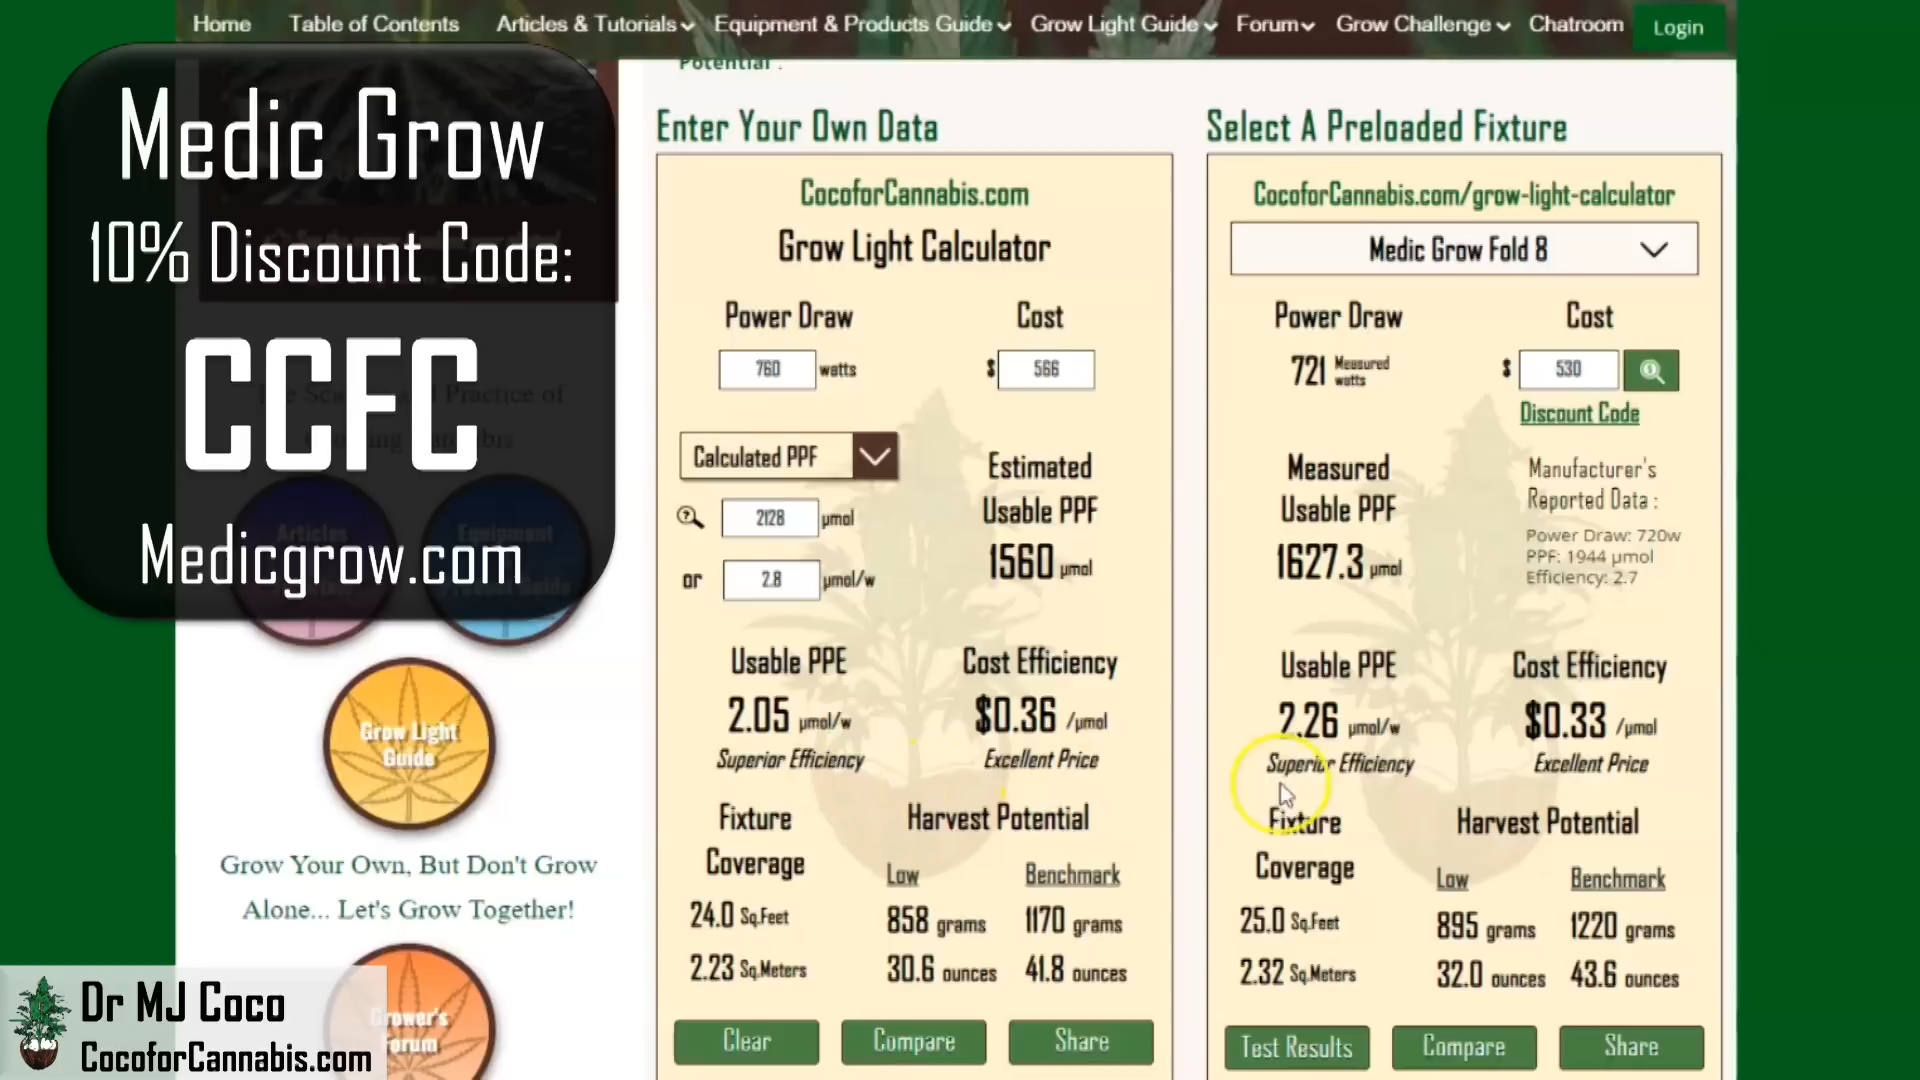 Home Table of Contents Articles & Tutorials Equipment & Products Guide Grow Light Guide Forum Grow Challenge Chatroom Login
Potential .
Medic Grow
10% Discount Code:
CCFC
Medicgrow.com
Grow Light
Guide
Grow Your Own, But Don't Grow
Alone... Let's Grow Together!
Grower's
Forum
Dr MJ Coco
CocoforCannabis.com
Enter Your Own Data
CocoforCannabis.com
Grow Light Calculator
Power Draw Cost
760 watts $ 566
Calculated PPF
Estimated
Usable PPF
1560 µmol
2128 µmol
or 2.8 µmol/w
Usable PPE Cost Efficiency
2.05 µmol/w $0.36 /µmol
Superior Efficiency Excellent Price
Fixture Harvest Potential
Coverage Low Benchmark
24.0 Sq.Feet 858 grams 1170 grams
2.23 Sq.Meters 30.6 ounces 41.8 ounces
Clear Compare Share
Select A Preloaded Fixture
CocoforCannabis.com/grow-light-calculator
Medic Grow Fold 8
Power Draw Cost
721 Measured watts $ 530
Discount Code
Measured
Usable PPF
1627.3 µmol
Manufacturer's
Reported Data :
Power Draw: 720w
PPF: 1944 µmol
Efficiency: 2.7
Usable PPE Cost Efficiency
2.26 µmol/w $0.33 /µmol
Superior Efficiency Excellent Price
Fixture Harvest Potential
Coverage Low Benchmark
25.0 Sq.Feet 895 grams 1220 grams
2.32 Sq.Meters 32.0 ounces 43.6 ounces
Test Results Compare Share